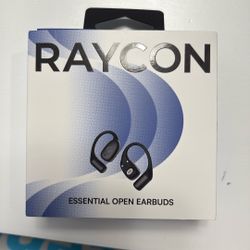 RAYCON
ESSENTIAL OPEN EARBUDS